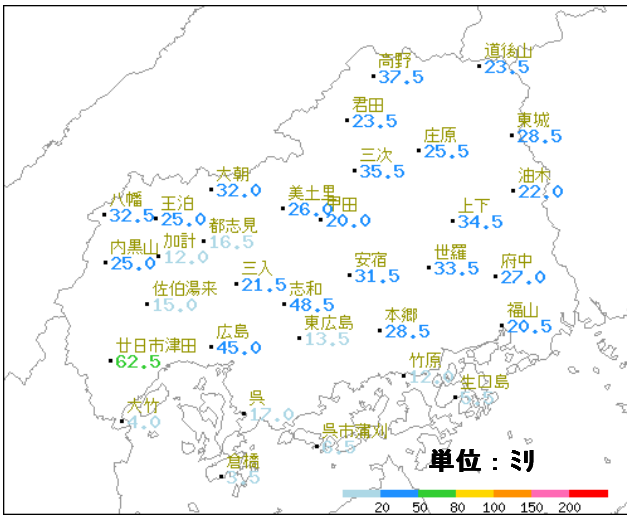 道後山
23.5
高野
37.5
君田
23.5
庄原
25.5
東城
28.5
三次
35.5
油木
22.0
大朝
32.0
美土里
26.0
甲田
20.0
上下
34.5
八幡
32.5
王泊
25.0
都志見
16.5
内黒山
25.0
加計
12.0
三入
21.5
安宿
31.5
世羅
33.5
府中
27.0
佐伯湯来
15.0
志和
48.5
東広島
13.5
本郷
28.5
福山
20.5
廿日市津田
62.5
広島
45.0
竹原
生口島
大竹
4.0
呉
17.0
呉市蒲刈
倉橋
単位：ミリ
20 50 80 100 150 200